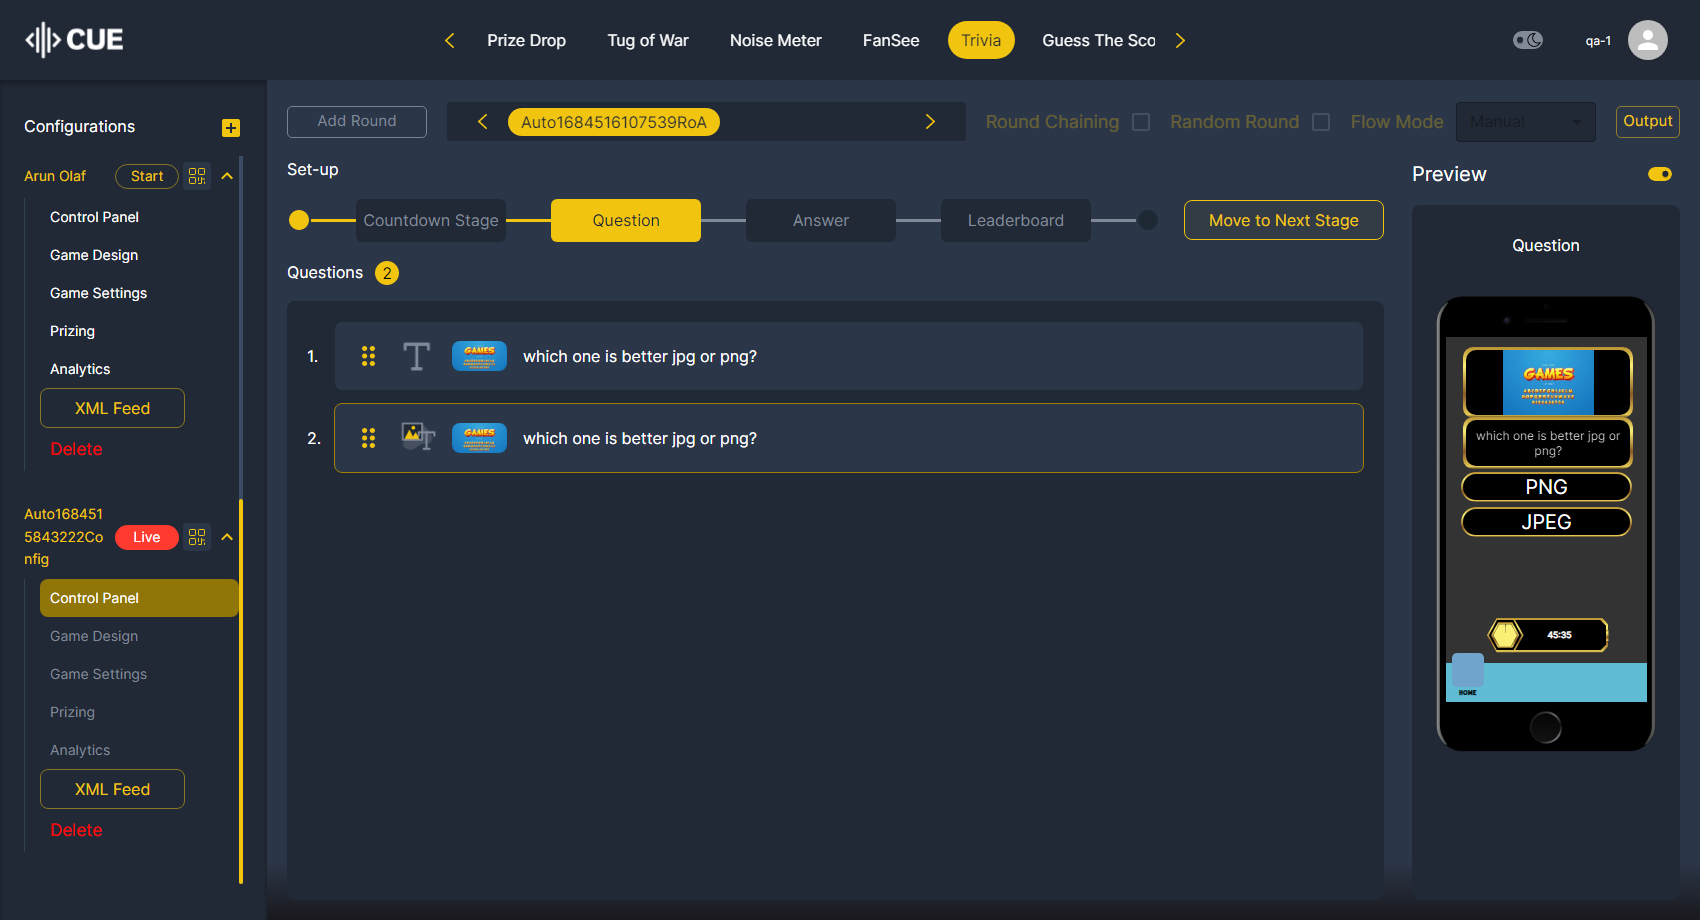 CUE
Prize Drop
Tug of War
Noise Meter
FanSee
Trivia
Guess The Sco
qa-1
Configurations
Arun Olaf
Start
Control Panel
Game Design
Game Settings
Prizing
Analytics
XML Feed
Delete
Auto168451
5843222Co
nfig
Live
Control Panel
Game Design
Game Settings
Prizing
Analytics
XML Feed
Delete
Add Round
Auto1684516107539RoA
Round Chaining
Random Round
Flow Mode
Manual
Output
Set-up
Countdown Stage
Question
Answer
Leaderboard
Move to Next Stage
Questions 2
1.
GAMES
which one is better jpg or png?
2.
GAMES
which one is better jpg or png?
Preview
Question
GAMES
which one is better jpg or
png?
PNG
JPEG
45:35
HOME